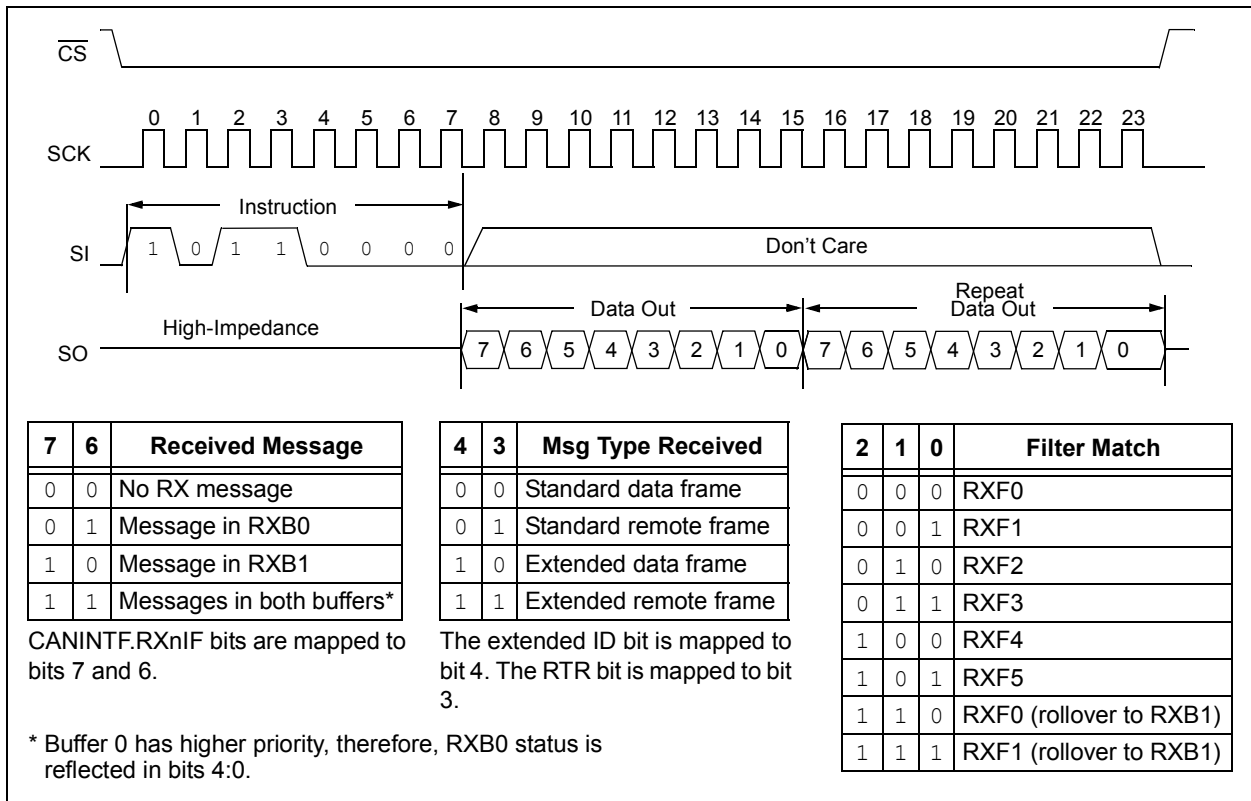 CS
0 1 2 3 4 5 6 7 8 9 10 11 12 13 14 15 16 17 18 19 20 21 22 23
SCK
Instruction
SI 1 0 1 1 0 0 0 0 Don't Care
Data Out
Repeat
Data Out
High-Impedance
SO 7 6 5 4 3 2 1 0 7 6 5 4 3 2 1 0
7 6 Received Message
0 0 No RX message
0 1 Message in RXB0
1 0 Message in RXB1
1 1 Messages in both buffers*
CANINTF.RXnIF bits are mapped to
bits 7 and 6.
4 3 Msg Type Received
0 0 Standard data frame
0 1 Standard remote frame
1 0 Extended data frame
1 1 Extended remote frame
The extended ID bit is mapped to
bit 4. The RTR bit is mapped to bit
3.
2 1 0 Filter Match
0 0 0 RXF0
0 0 1 RXF1
0 1 0 RXF2
0 1 1 RXF3
1 0 0 RXF4
1 0 1 RXF5
1 1 0 RXF0 (rollover to RXB1)
1 1 1 RXF1 (rollover to RXB1)
* Buffer 0 has higher priority, therefore, RXB0 status is
reflected in bits 4:0.